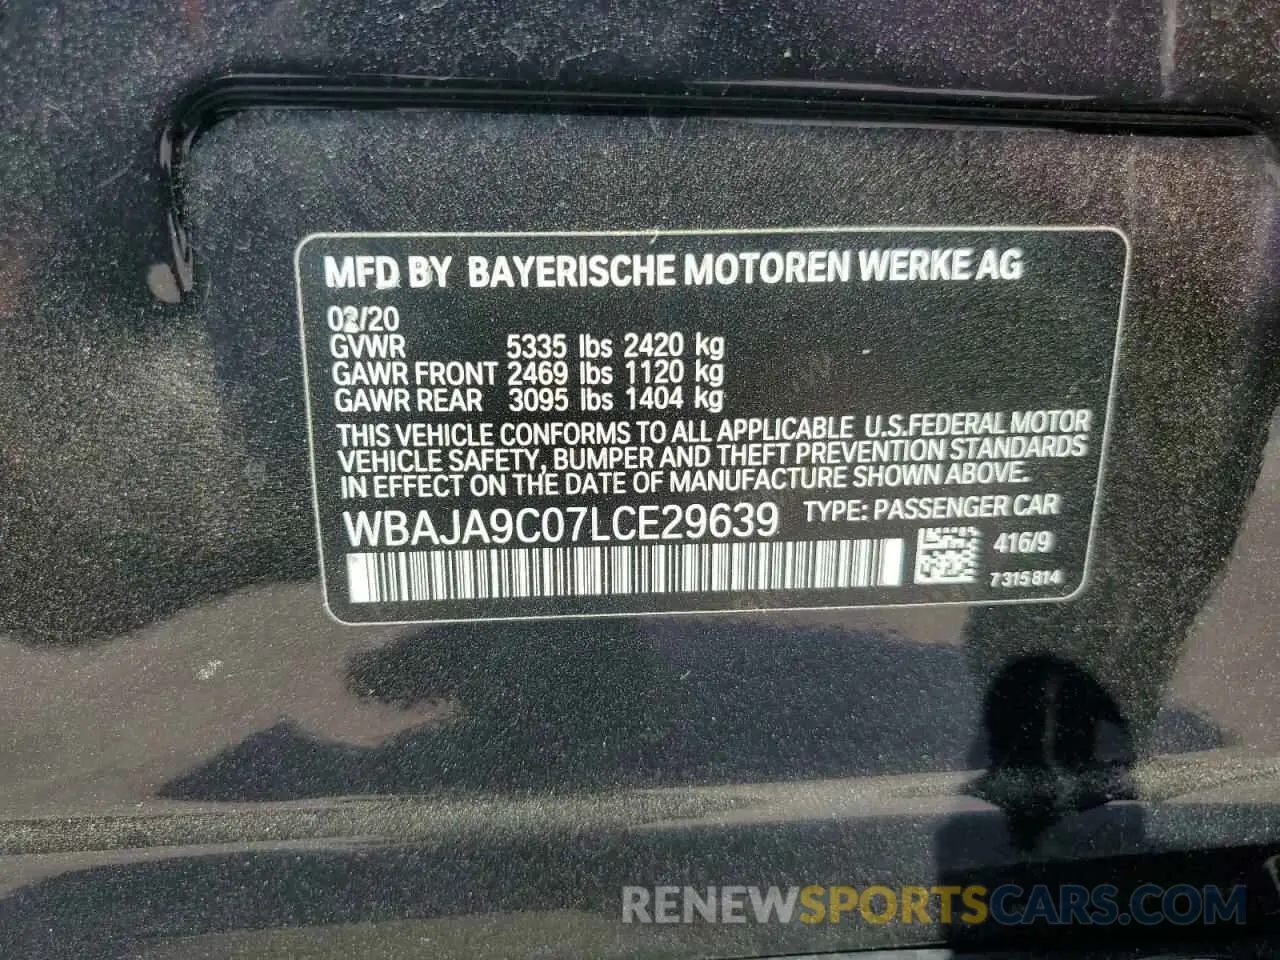 MFD BY BAYERISCHE MOTOREN WERKE AG
02/20
GVWR 5335 lbs 2420 kg
GAWR FRONT 2469 lbs 1120 kg
GAWR REAR 3095 lbs 1404 kg
THIS VEHICLE CONFORMS TO ALL APPLICABLE U.S.FEDERAL MOTOR
VEHICLE SAFETY, BUMPER AND THEFT PREVENTION STANDARDS
IN EFFECT ON THE DATE OF MANUFACTURE SHOWN ABOVE.
WBAJA9C07LCE29639 TYPE: PASSENGER CAR
416/9
7315814
RENEWSPORTSCARS.COM